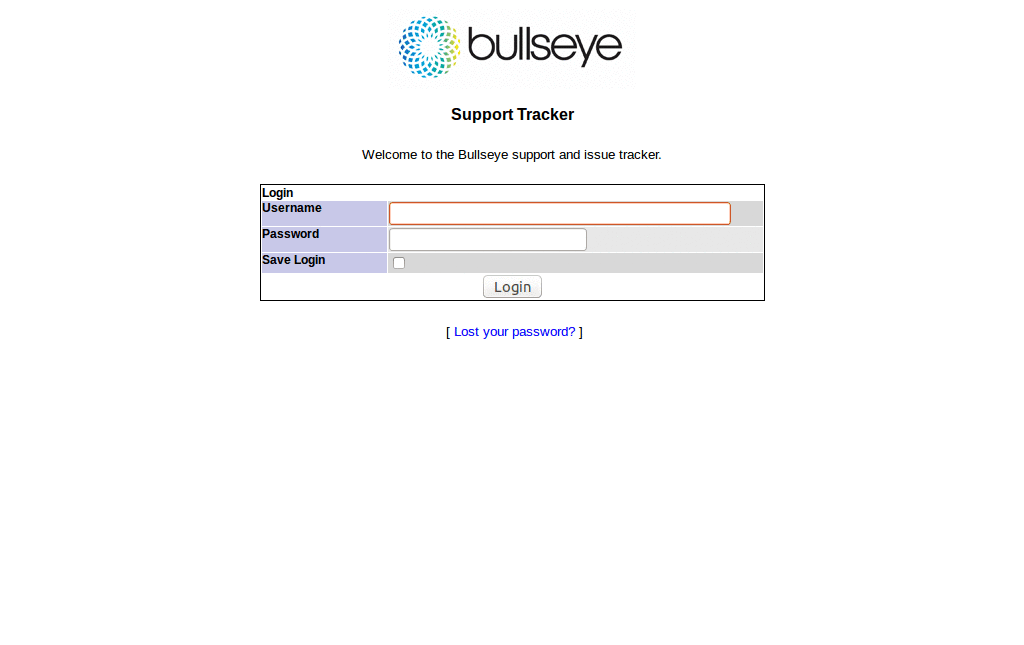 bullseye
Support Tracker
Welcome to the Bullseye support and issue tracker.
Login
Username
Password
Save Login
Login
[ Lost your password? ]